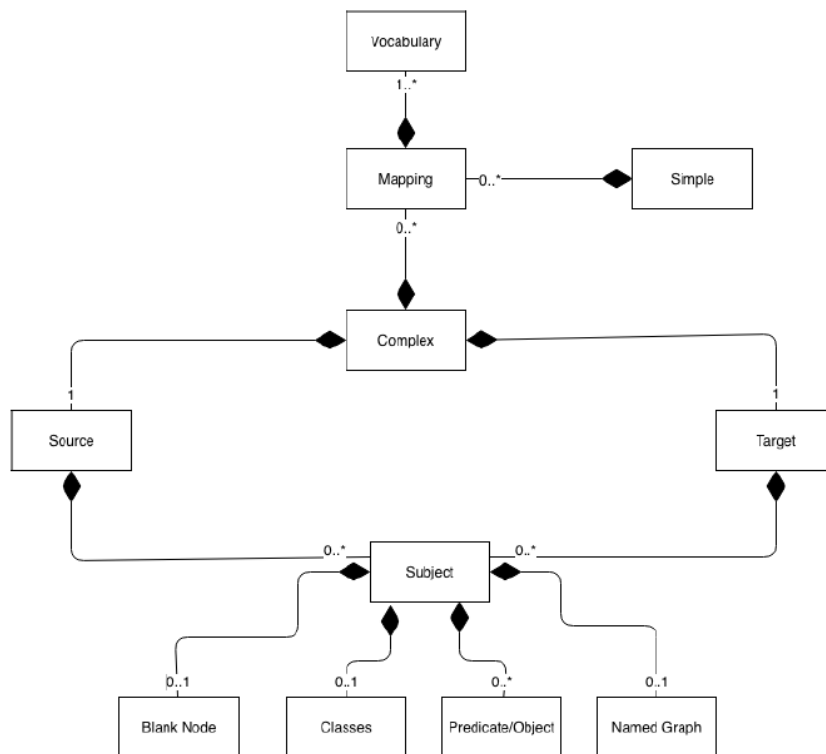 Vocabulary
1..*
Mapping
0..*
Simple
0..*
Complex
1
1
Source
Target
0..*
0..*
Subject
0..1
0..1
0..*
0..1
Blank Node
Classes
Predicate/Object
Named Graph